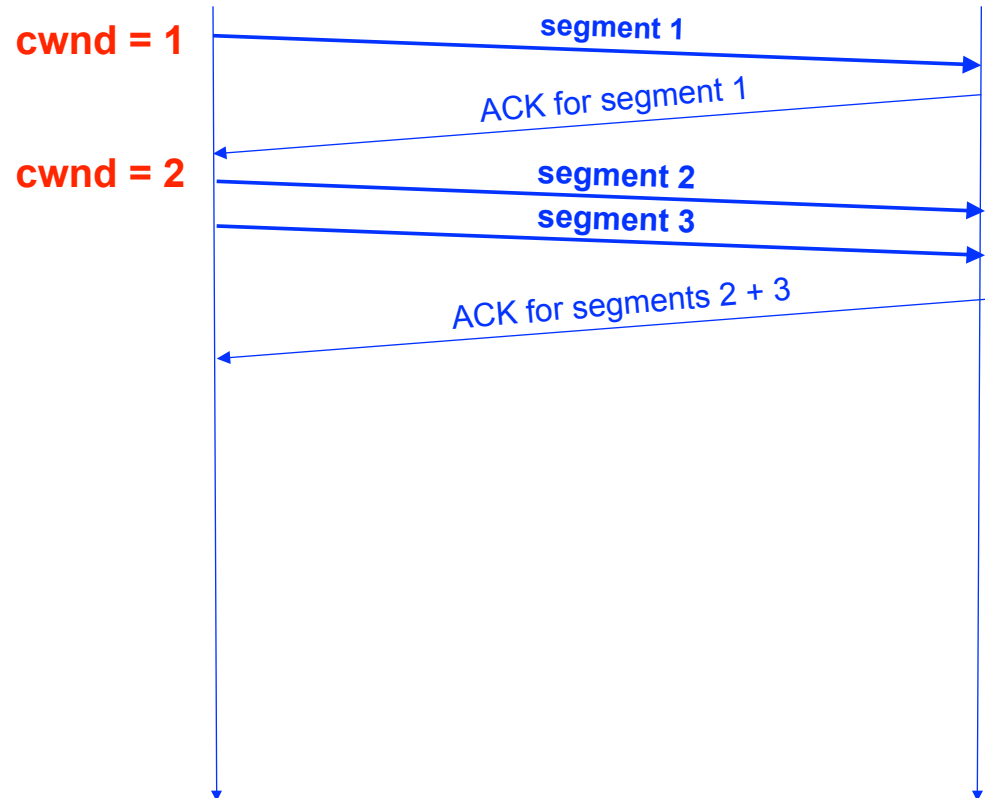 cwnd = 1
segment 1
ACK for segment 1
cwnd = 2
segment 2
segment 3
ACK for segments 2 + 3